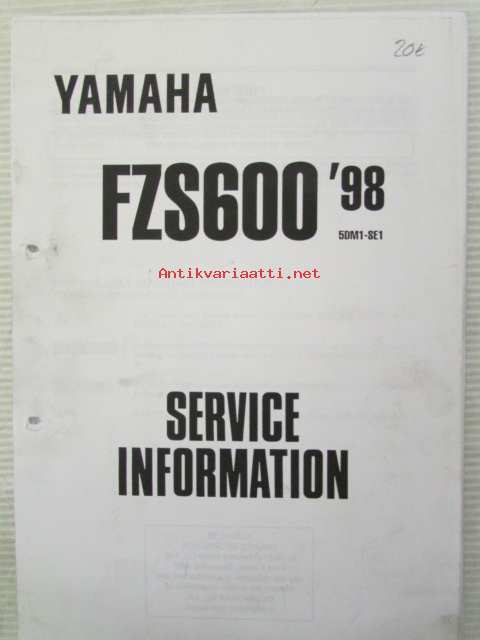 20€
YAMAHA
FZS600 '98
5DM1-SE1
Antikvariaatti.net
SERVICE
INFORMATION